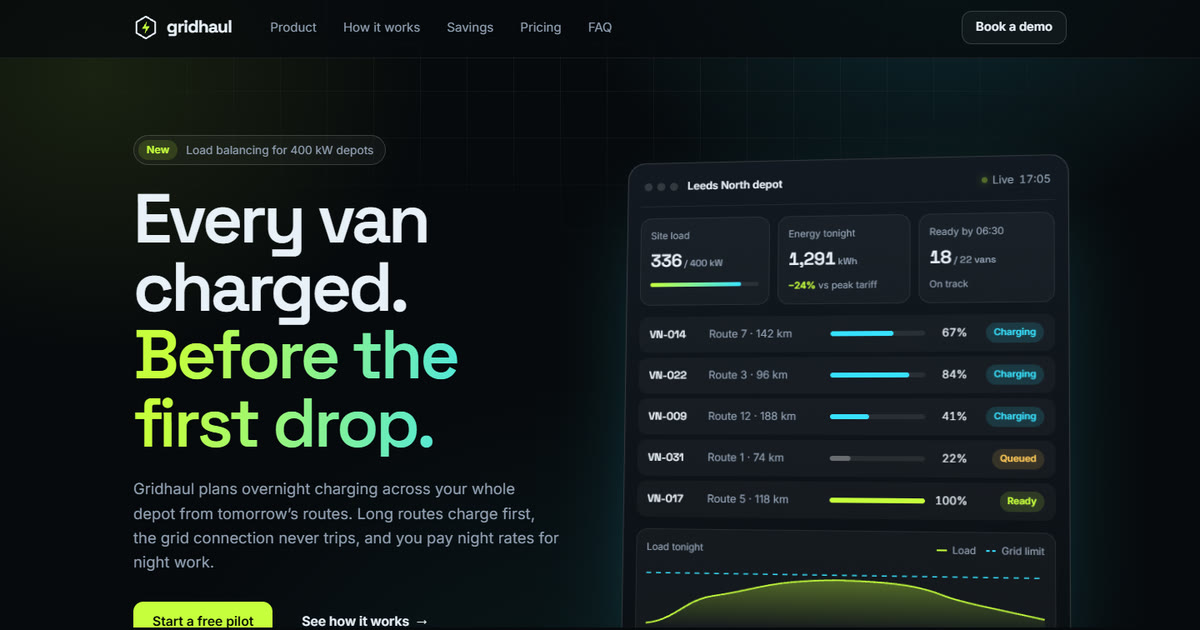 gridhaul
Product
How it works
Savings
Pricing
FAQ
Book a demo
New
Load balancing for 400 kW depots
Every van
charged.
Before the
first drop.
Gridhaul plans overnight charging across your whole
depot from tomorrow’s routes. Long routes charge first,
the grid connection never trips, and you pay night rates for
night work.
Start a free pilot
See how it works →
Leeds North depot
Live 17:05
Site load
336 / 400 kW
Energy tonight
1,291 kWh
−24% vs peak tariff
Ready by 06:30
18 / 22 vans
On track
VN-014 Route 7 · 142 km 67% Charging
VN-022 Route 3 · 96 km 84% Charging
VN-009 Route 12 · 188 km 41% Charging
VN-031 Route 1 · 74 km 22% Queued
VN-017 Route 5 · 118 km 100% Ready
Load tonight
Load
Grid limit